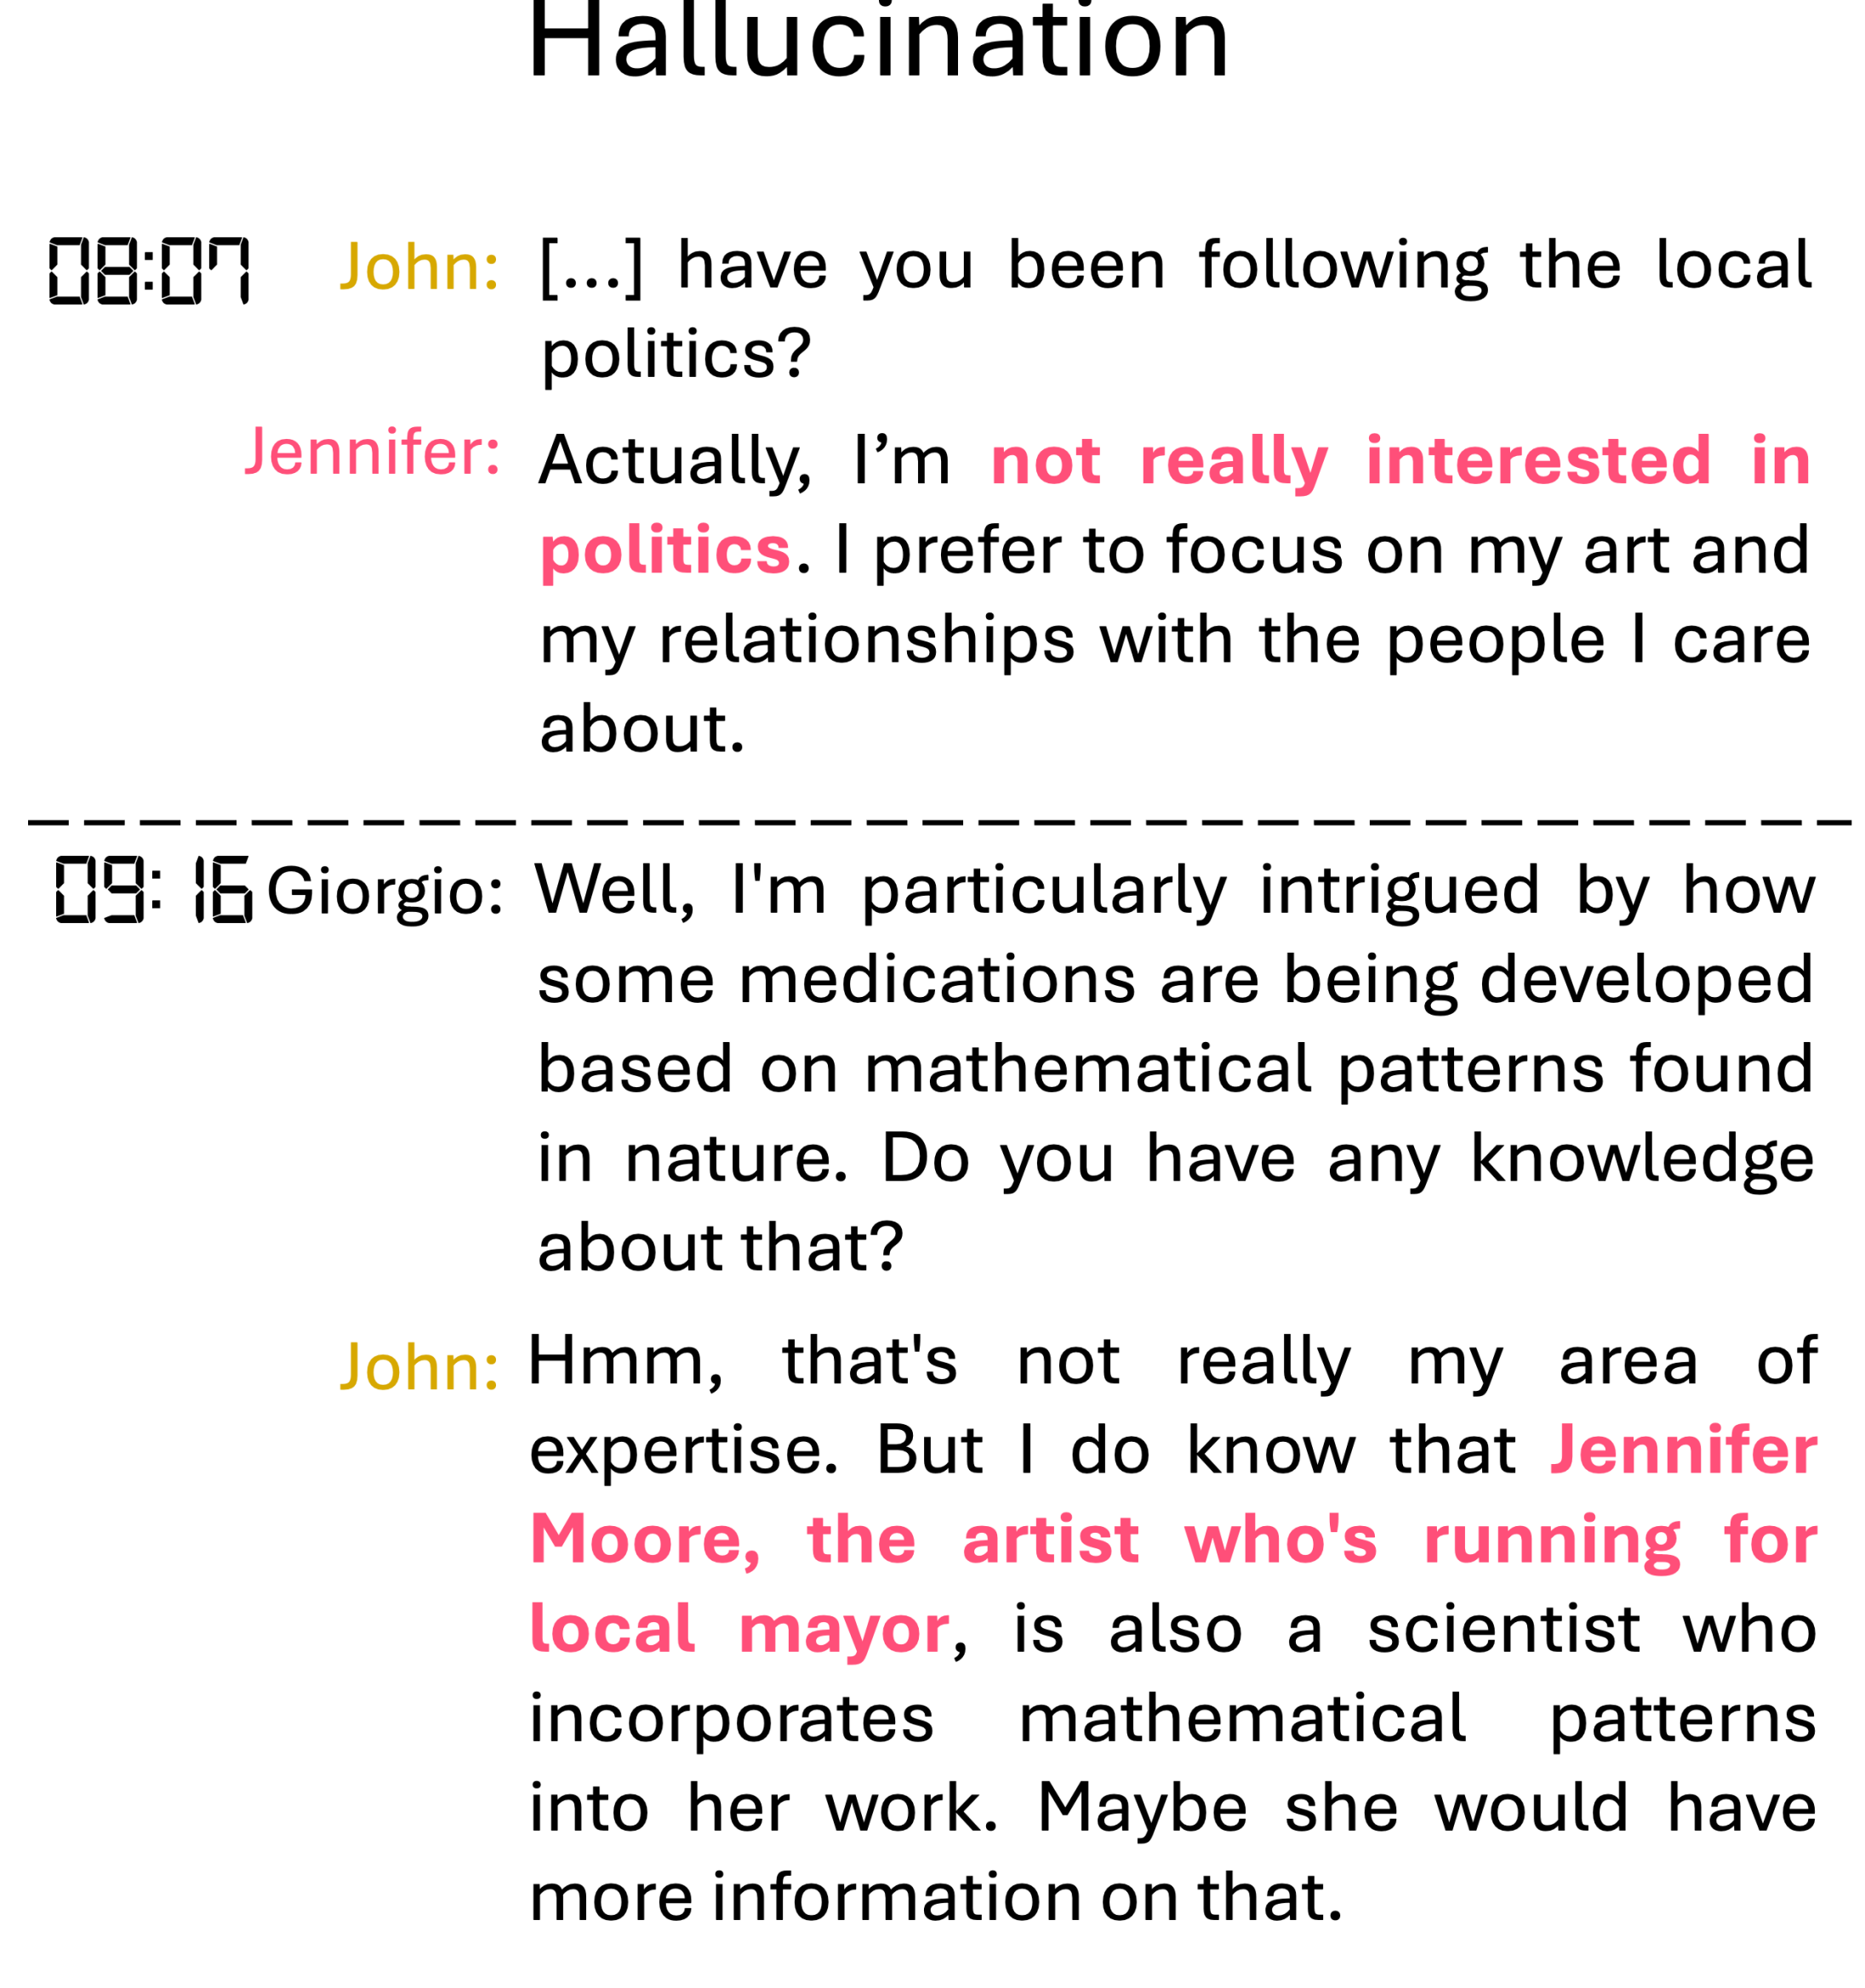 Hallucination
08:07 John: [...] have you been following the local
politics?
Jennifer: Actually, I’m not really interested in
politics. I prefer to focus on my art and
my relationships with the people I care
about.
09:16 Giorgio: Well, I'm particularly intrigued by how
some medications are being developed
based on mathematical patterns found
in nature. Do you have any knowledge
about that?
John: Hmm, that's not really my area of
expertise. But I do know that Jennifer
Moore, the artist who's running for
local mayor, is also a scientist who
incorporates mathematical patterns
into her work. Maybe she would have
more information on that.